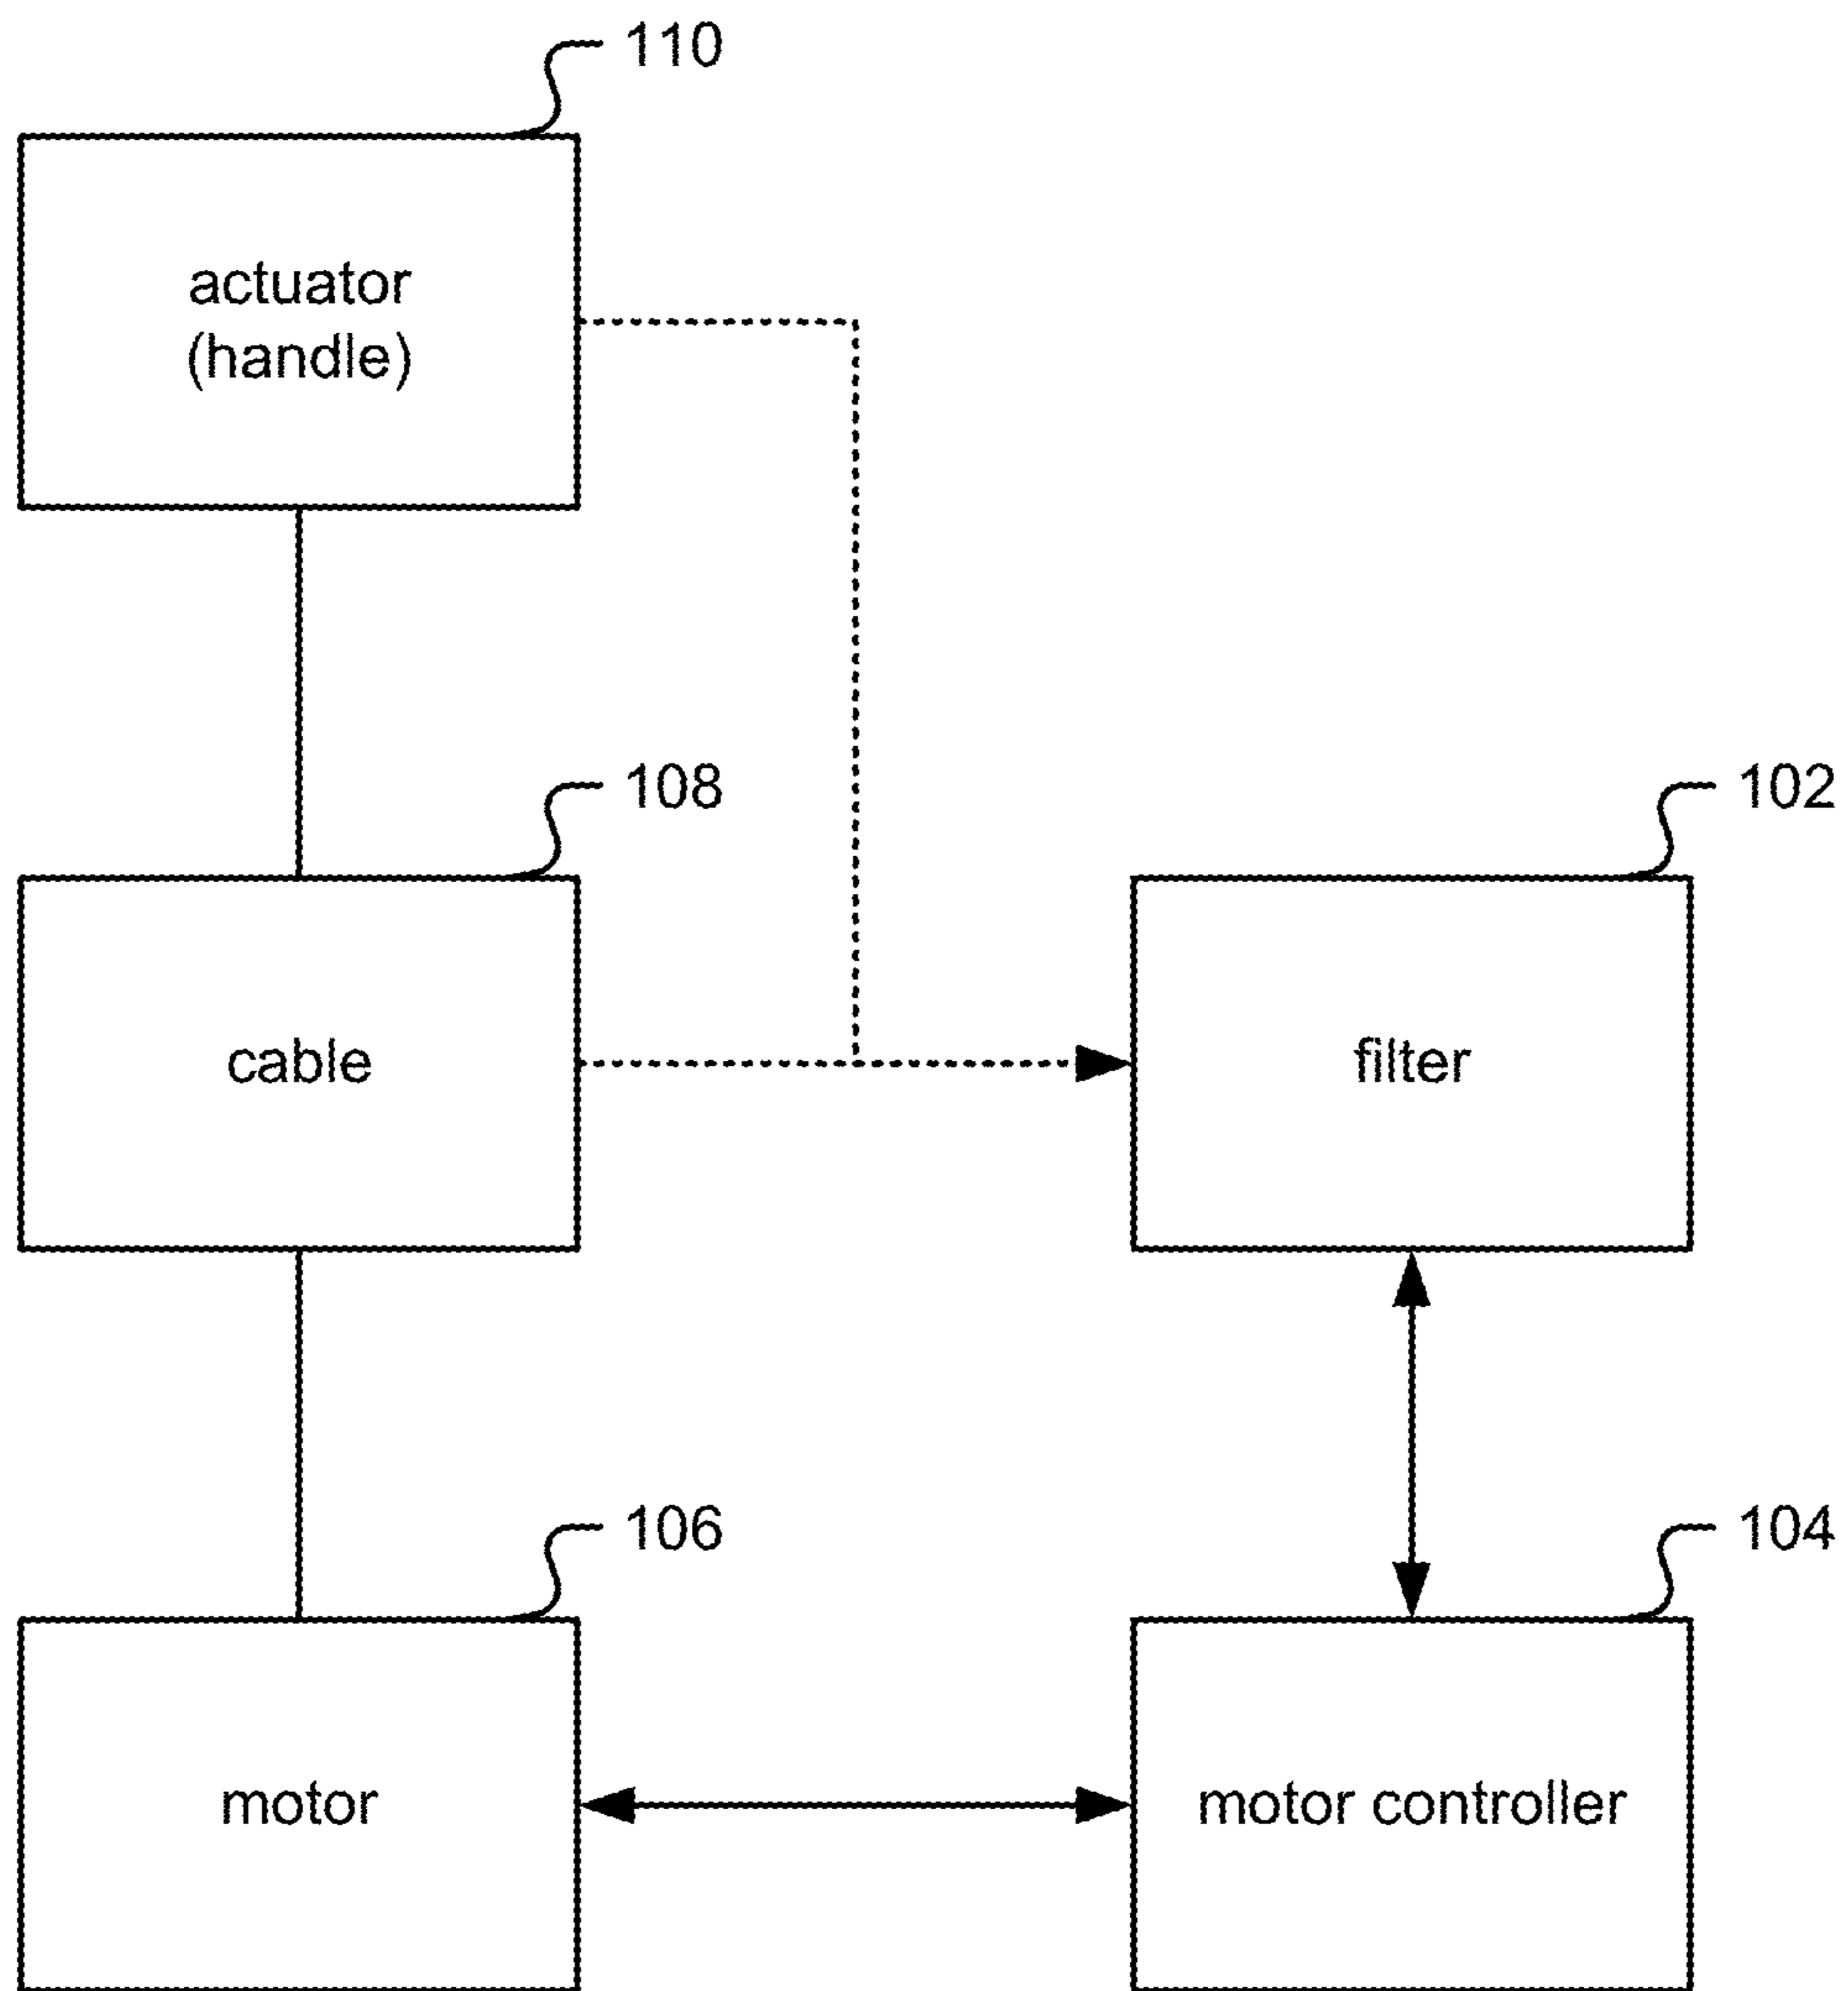 110
actuator
(handle)
108
102
cable
filter
106
104
motor
motor controller